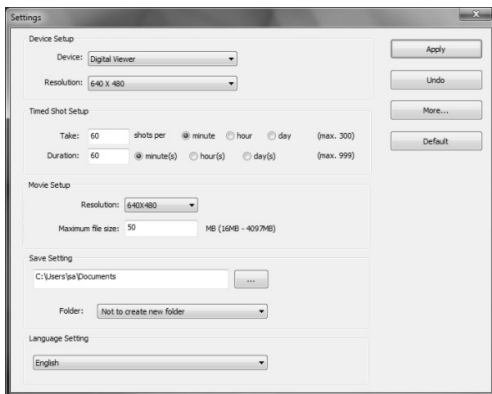 Settings
Device Setup
Device: Digital Viewer
Resolution: 640 X 480
Timed Shot Setup
Take: 60 shots per minute hour day (max. 300)
Duration: 60 minute(s) hour(s) day(s) (max. 999)
Movie Setup
Resolution: 640X480
Maximum file size: 50 MB (16MB - 4097MB)
Save Setting
C:\Users\sa\Documents
...
Folder: Not to create new folder
Language Setting
English
Apply
Undo
More...
Default